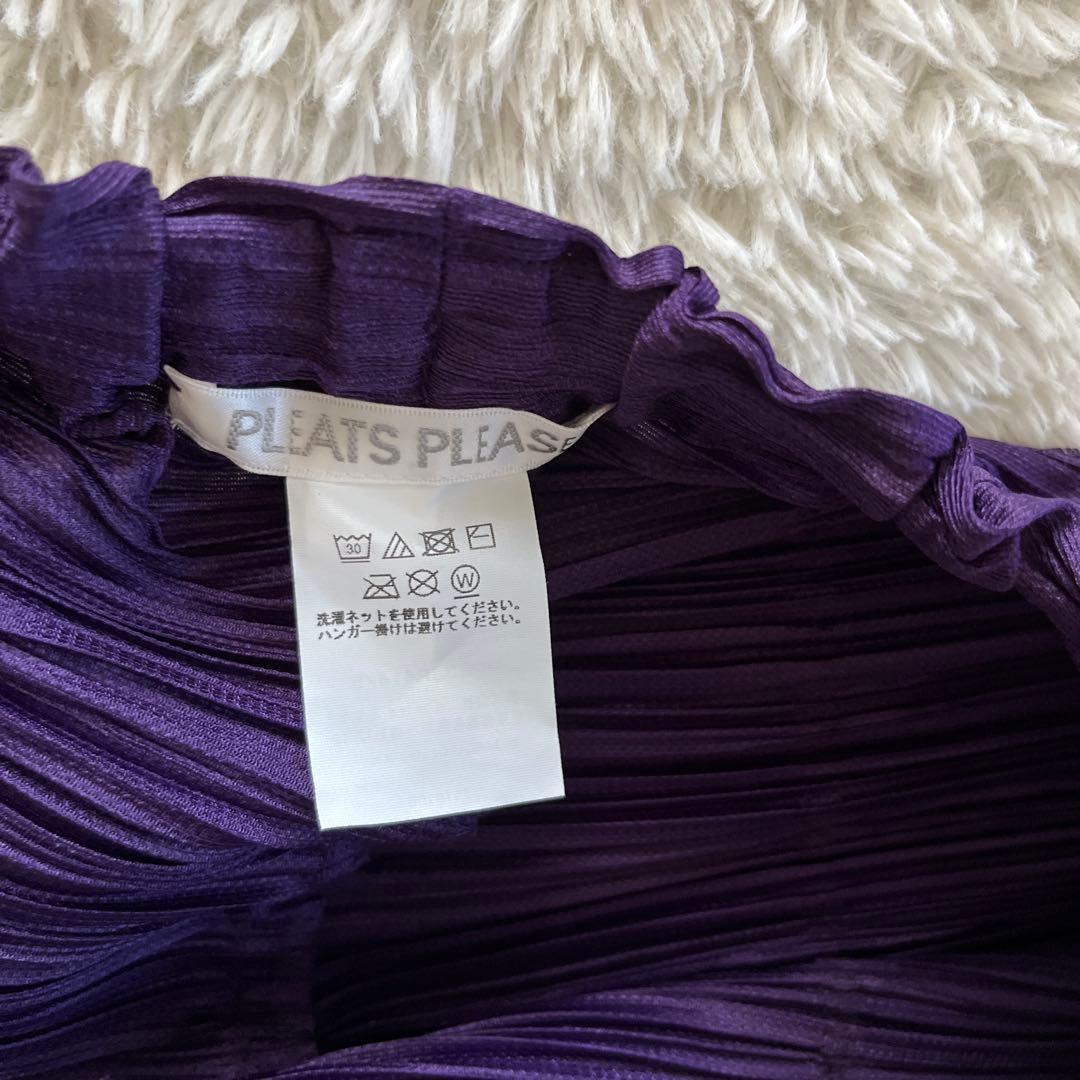 PLEATS PLEASE
30
W
洗濯ネットを使用してください。
ハンガー掛けは避けてください。